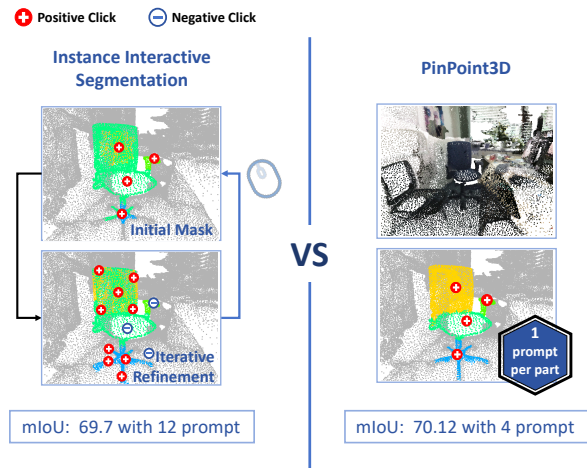 Positive Click
Negative Click
Instance Interactive
Segmentation
Initial Mask
Iterative
Refinement
mIoU: 69.7 with 12 prompt
VS
PinPoint3D
1
prompt
per part
mIoU: 70.12 with 4 prompt